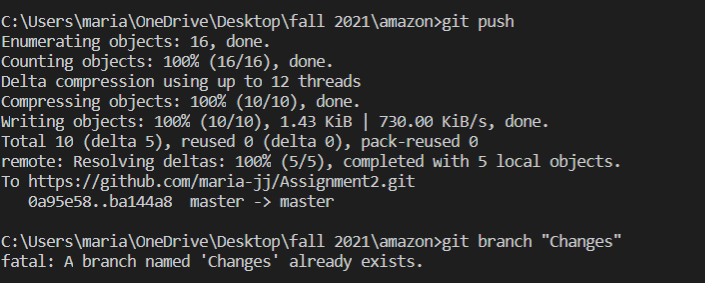 C:\Users\maria\OneDrive\Desktop\fall 2021\amazon>git push
Enumerating objects: 16, done.
Counting objects: 100% (16/16), done.
Delta compression using up to 12 threads
Compressing objects: 100% (10/10), done.
Writing objects: 100% (10/10), 1.43 KiB | 730.00 KiB/s, done.
Total 10 (delta 5), reused 0 (delta 0), pack-reused 0
remote: Resolving deltas: 100% (5/5), completed with 5 local objects.
To https://github.com/maria-jj/Assignment2.git
   0a95e58..ba144a8  master -> master

C:\Users\maria\OneDrive\Desktop\fall 2021\amazon>git branch "Changes"
fatal: A branch named 'Changes' already exists.